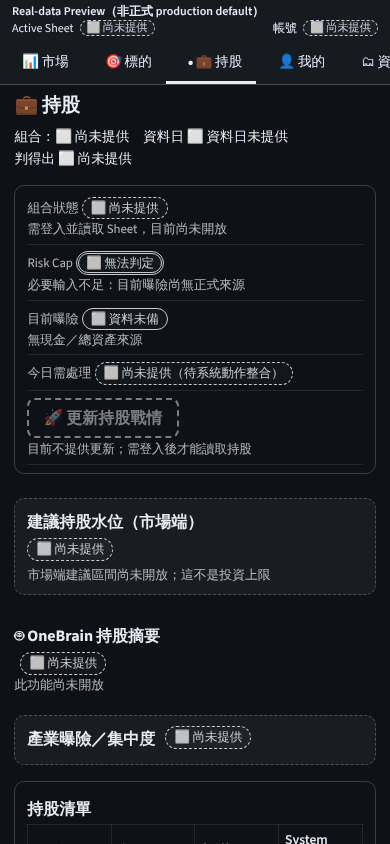 Real-data Preview（非正式 production default）
Active Sheet 尚未提供 帳號 尚未提供
市場 標的 持股 我的 資
持股
組合： 尚未提供 資料日 資料日未提供
判得出 尚未提供
組合狀態 尚未提供
需登入並讀取 Sheet，目前尚未開放
Risk Cap 無法判定
必要輸入不足：目前曝險尚無正式來源
目前曝險 資料未備
無現金／總資產來源
今日需處理 尚未提供（待系統動作整合）
更新持股戰情
目前不提供更新；需登入後才能讀取持股
建議持股水位（市場端）
尚未提供
市場端建議區間尚未開放；這不是投資上限
OneBrain 持股摘要
尚未提供
此功能尚未開放
產業曝險／集中度 尚未提供
持股清單
System